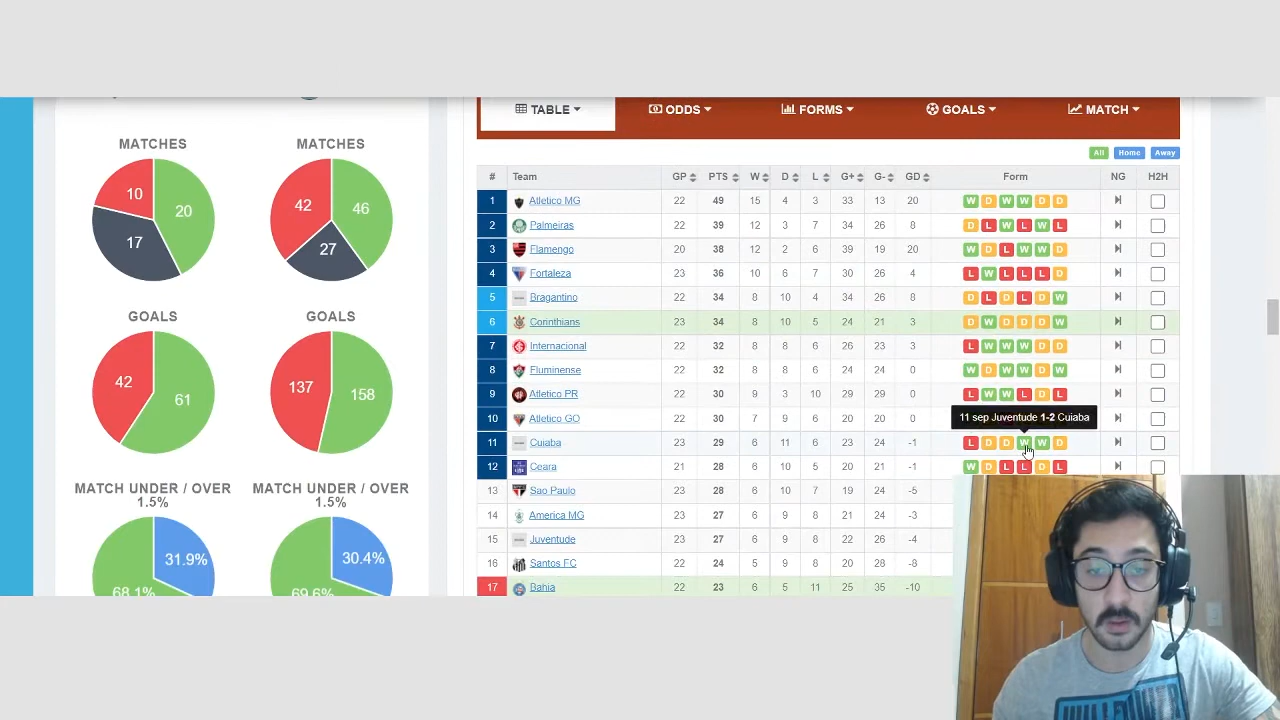 TABLE ODDS FORMS GOALS MATCH
All Home Away
MATCHES MATCHES
10 20 17
42 46 27
GOALS GOALS
42 61
137 158
MATCH UNDER / OVER 1.5% MATCH UNDER / OVER 1.5%
31.9% 68.1%
30.4% 69.6%
# Team GP PTS W D L G+ G- GD Form NG H2H
1 Atletico MG 22 49 15 4 3 33 13 20 W D W W D D
2 Palmeiras 22 39 12 3 7 34 26 8 D L W L W L
3 Flamengo 20 38 12 2 6 39 19 20 W D L W W D
4 Fortaleza 23 36 10 6 7 30 26 4 L W L L L D
5 Bragantino 22 34 8 10 4 34 26 8 D L D L D W
6 Corinthians 23 34 8 10 5 24 21 3 D W D D D W
7 Internacional 22 32 8 8 6 26 23 3 L W W W D D
8 Fluminense 22 32 8 8 6 24 24 0 W D W W D W
9 Atletico PR 22 30 9 3 10 29 29 0 L W W L D L
10 Atletico GO 22 30 7 9 6 20 20 0
11 sep Juventude 1-2 Cuiaba
11 Cuiaba 23 29 6 11 6 23 24 -1 L D D W W D
12 Ceara 21 28 6 10 5 20 21 -1 W D L L D L
13 Sao Paulo 23 28 6 10 7 19 24 -5
14 America MG 23 27 6 9 8 21 24 -3
15 Juventude 23 27 6 9 8 22 26 -4
16 Santos FC 22 24 5 9 8 20 28 -8
17 Bahia 22 23 6 5 11 25 35 -10